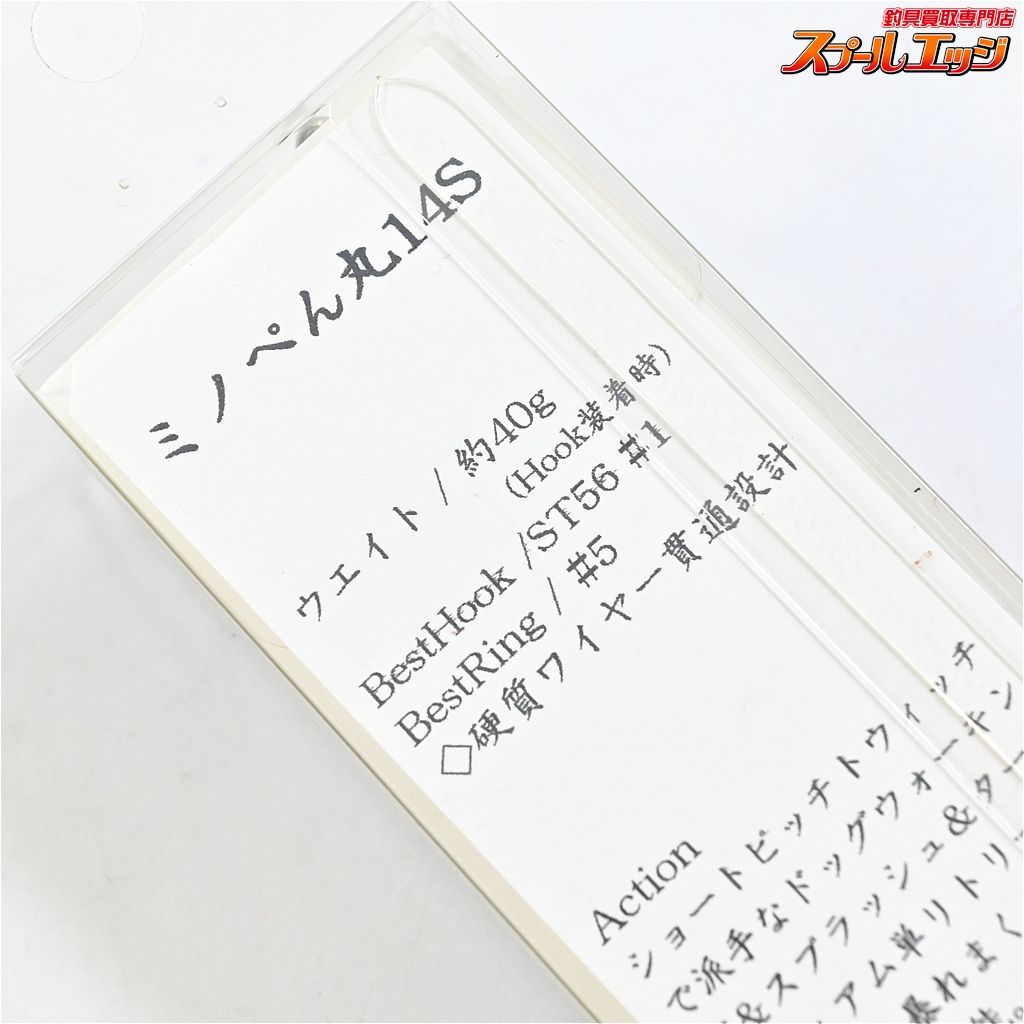 釣具買取専門店
スプールエッジ
ミノぺん丸14S
ウエイト / 約40g
(Hook装着時)
BestHook /ST56 #1
BestRing / #5
◇硬質ワイヤー貫通設計
Action
ショートピッチトウィッチ
で派手なドッグウォーキン
&スプラッシュ&ター
アム単リトリ
暴れまく